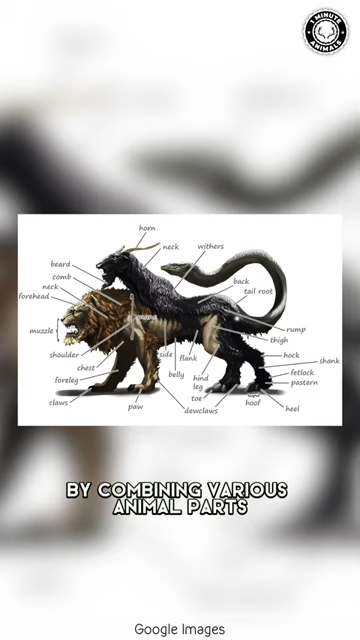 1 MINUTE
ANIMALS
horn
neck
withers
beard
comb
neck
forehead
back
tail root
muzzle
mane
rump
thigh
shoulder
side
flank
hock
shank
chest
belly
hind
leg
fetlock
foreleg
toe
pastern
claws
paw
dewclaws
hoof
heel
BY COMBINING VARIOUS
ANIMAL PARTS
Google Images